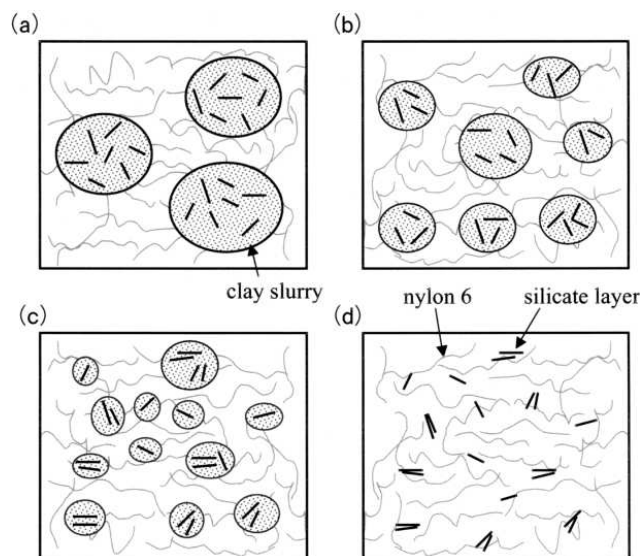 (a)
(b)
clay slurry
nylon 6
silicate layer
(c)
(d)